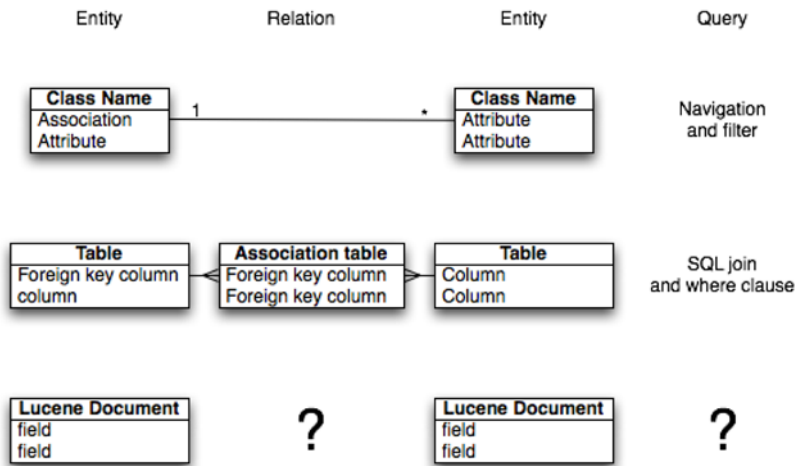 Entity Relation Entity Query
Class Name
Association
Attribute
1
*
Class Name
Attribute
Attribute
Navigation
and filter
Table
Foreign key column
column
Association table
Foreign key column
Foreign key column
Table
Column
Column
SQL join
and where clause
Lucene Document
field
field
?
Lucene Document
field
field
?